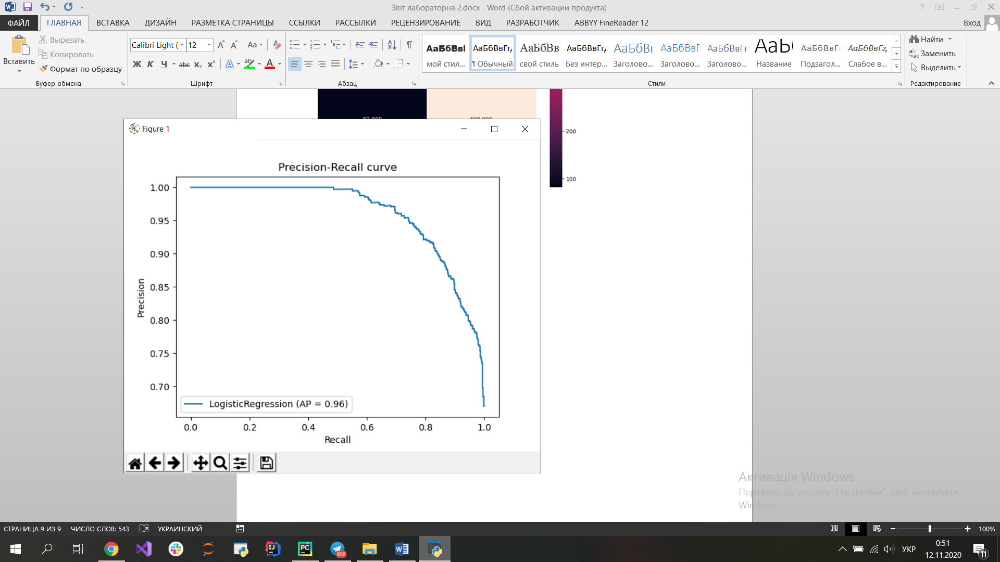 Звіт лабораторна 2.docx - Word (Сбой активации продукта)
ФАЙЛ ГЛАВНАЯ ВСТАВКА ДИЗАЙН РАЗМЕТКА СТРАНИЦЫ ССЫЛКИ РАССЫЛКИ РЕЦЕНЗИРОВАНИЕ ВИД РАЗРАБОТЧИК ABBYY FineReader 12 Вход
Вставить
Вырезать
Копировать
Формат по образцу
Буфер обмена
Calibri Light ( 12
Ж К Ч abc
Шрифт
Абзац
АаБбВвІ АаБбВвГг, АаБбВв АаБбВвГг, АаБбВ АаБбВвГ АаБбВвГг АаБ АаБбВвГг АаБбВвГг,
мой стил... ¶ Обычный свой стиль Без интер... Заголово... Заголово... Заголово... Название Подзагол... Слабое в...
Стили
Найти
Заменить
Выделить
Редактирование
200
100
Figure 1
Precision-Recall curve
1.00
0.95
0.90
0.85
0.80
0.75
0.70
Precision
LogisticRegression (AP = 0.96)
0.0 0.2 0.4 0.6 0.8 1.0
Recall
Активація Windows
Перейдіть до розділу "Настройки", щоб активувати
Windows.
СТРАНИЦА 9 ИЗ 9 ЧИСЛО СЛОВ: 543 УКРАИНСКИЙ 100%
858
УКР
0:51
12.11.2020
11